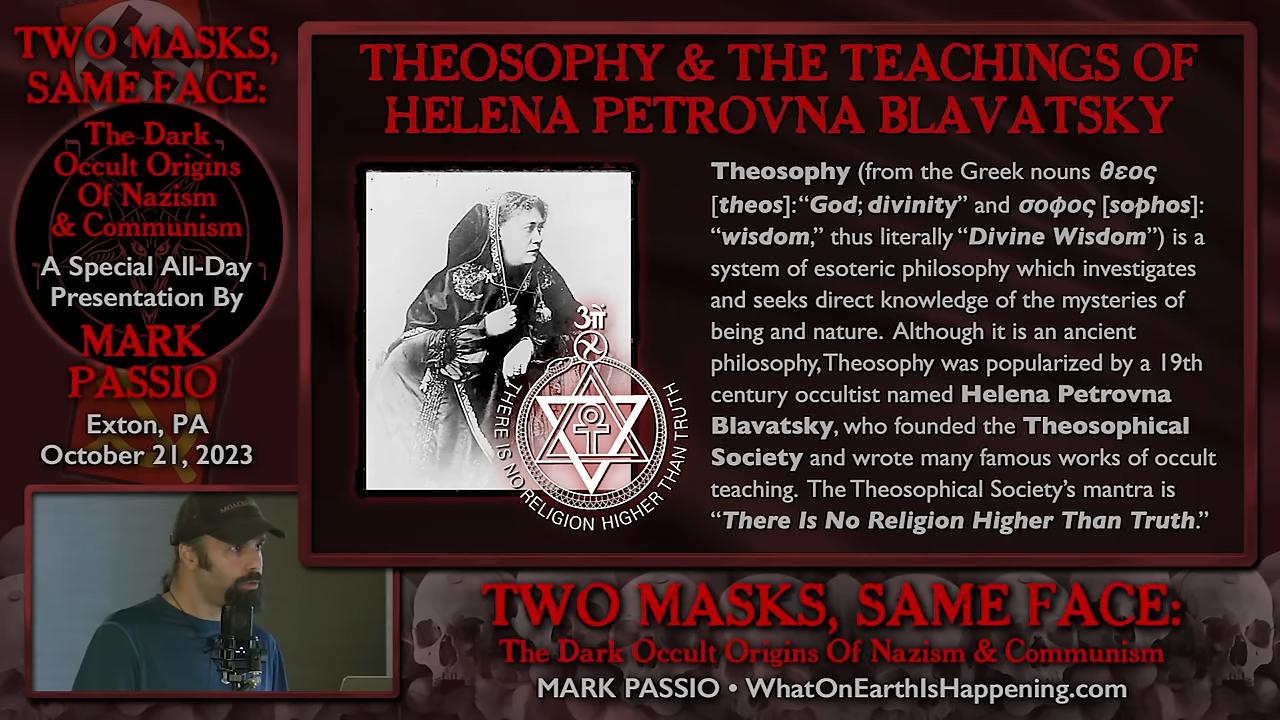 TWO MASKS,
SAME FACE:
The Dark
Occult Origins
Of Nazism
& Communism
A Special All-Day
Presentation By
MARK
PASSIO
Exton, PA
October 21, 2023
THEOSOPHY & THE TEACHINGS OF
HELENA PETROVNA BLAVATSKY
ओं
THERE IS NO RELIGION HIGHER THAN TRUTH
Theosophy (from the Greek nouns θεος
[theos]: “God; divinity” and σοφος [sophos]:
“wisdom,” thus literally “Divine Wisdom”) is a
system of esoteric philosophy which investigates
and seeks direct knowledge of the mysteries of
being and nature. Although it is an ancient
philosophy, Theosophy was popularized by a 19th
century occultist named Helena Petrovna
Blavatsky, who founded the Theosophical
Society and wrote many famous works of occult
teaching. The Theosophical Society’s mantra is
“There Is No Religion Higher Than Truth.”
TWO MASKS, SAME FACE:
The Dark Occult Origins Of Nazism & Communism
MARK PASSIO • WhatOnEarthIsHappening.com